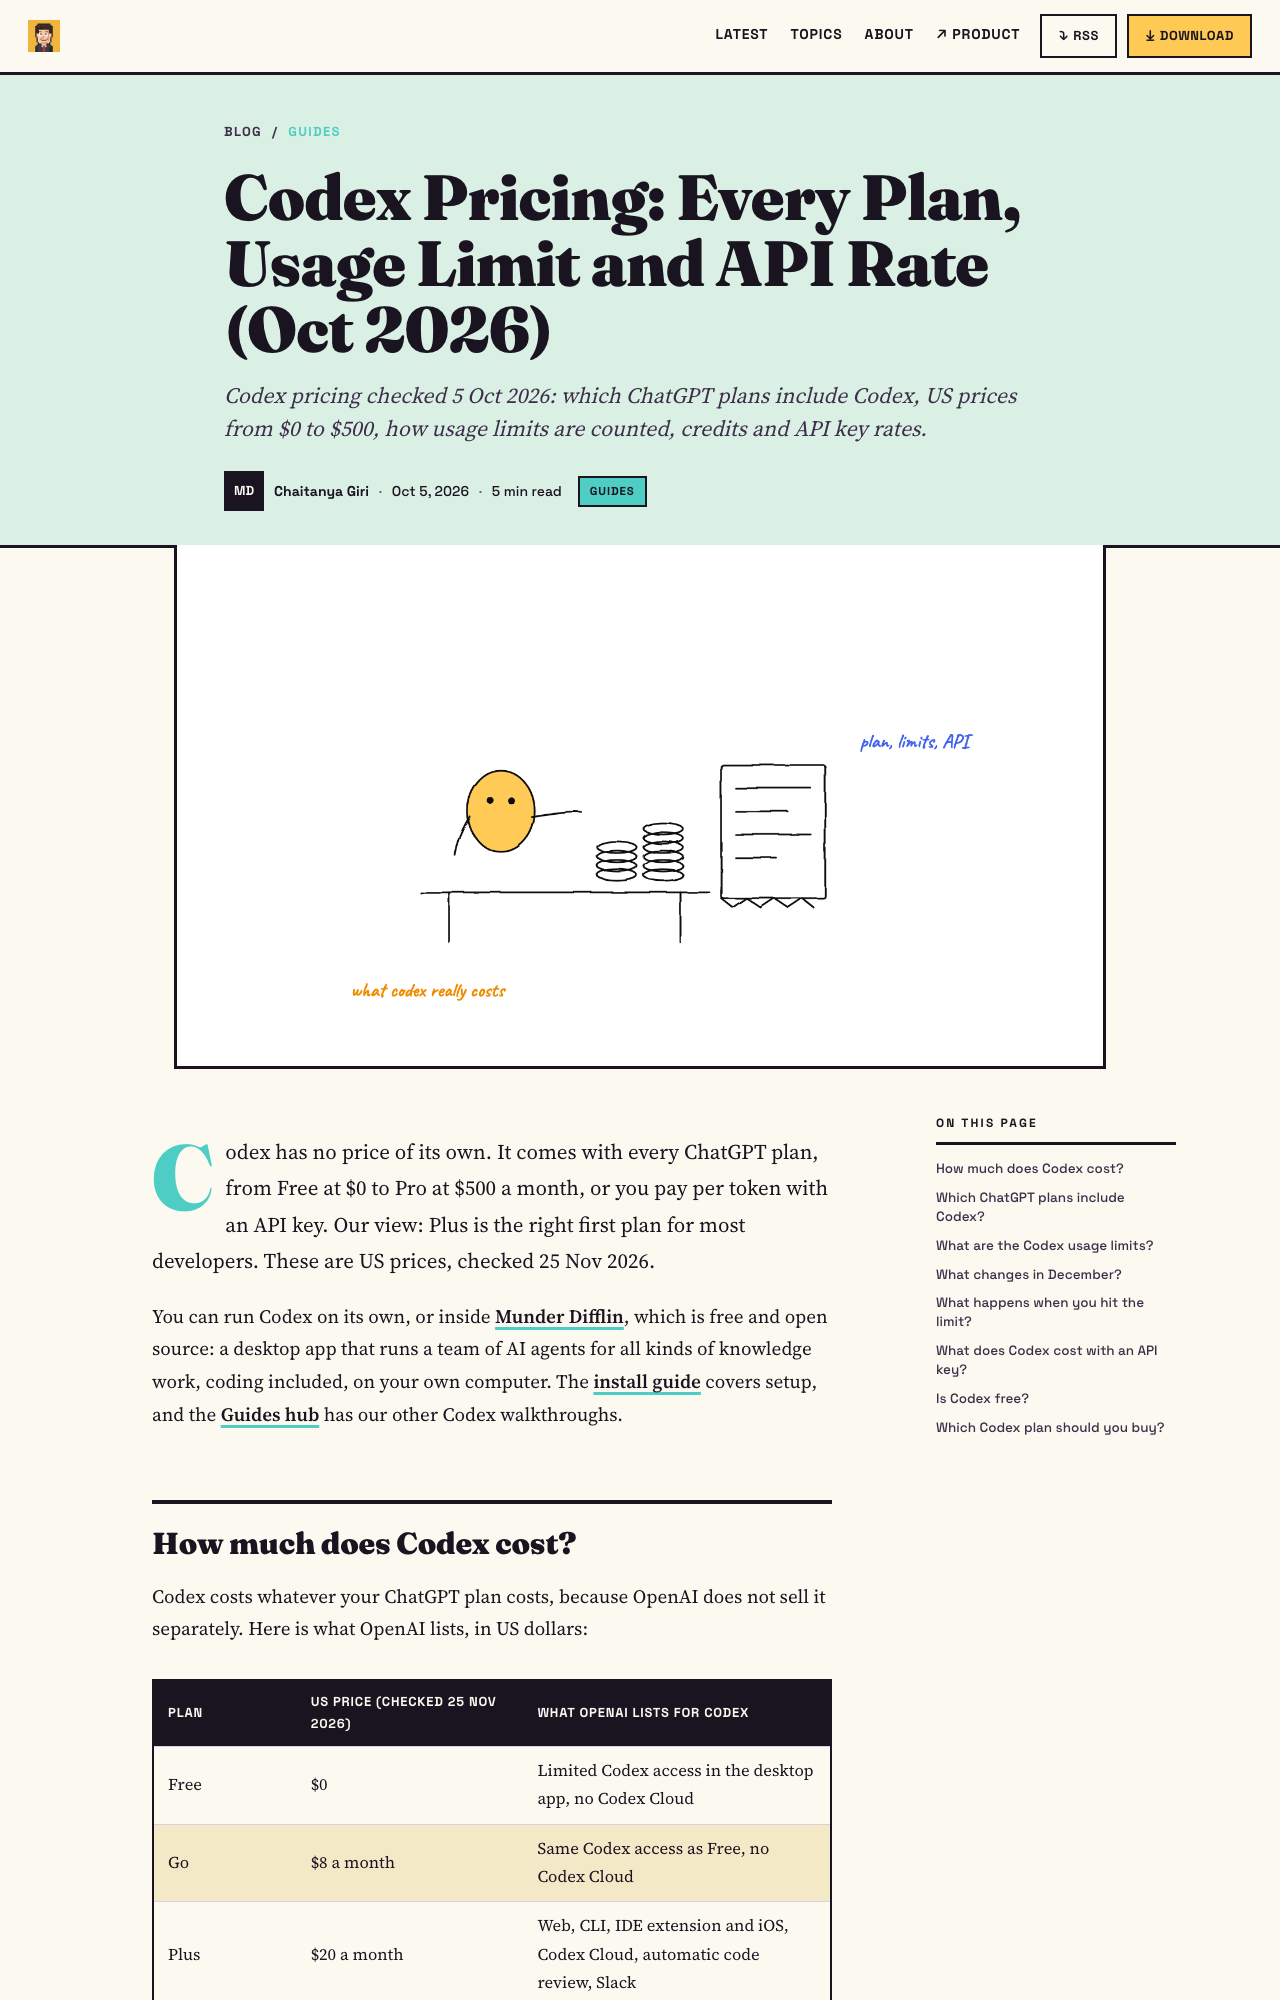 LATEST TOPICS ABOUT ↗ PRODUCT ⤵ RSS ⤓ DOWNLOAD
BLOG / GUIDES
Codex Pricing: Every Plan,
Usage Limit and API Rate
(Oct 2026)
Codex pricing checked 5 Oct 2026: which ChatGPT plans include Codex, US prices
from $0 to $500, how usage limits are counted, credits and API key rates.
MD Chaitanya Giri · Oct 5, 2026 · 5 min read GUIDES
plan, limits, API
what codex really costs
Codex has no price of its own. It comes with every ChatGPT plan,
from Free at $0 to Pro at $500 a month, or you pay per token with
an API key. Our view: Plus is the right first plan for most
developers. These are US prices, checked 25 Nov 2026.
You can run Codex on its own, or inside Munder Difflin, which is free and open
source: a desktop app that runs a team of AI agents for all kinds of knowledge
work, coding included, on your own computer. The install guide covers setup,
and the Guides hub has our other Codex walkthroughs.
ON THIS PAGE
How much does Codex cost?
Which ChatGPT plans include
Codex?
What are the Codex usage limits?
What changes in December?
What happens when you hit the
limit?
What does Codex cost with an API
key?
Is Codex free?
Which Codex plan should you buy?
How much does Codex cost?
Codex costs whatever your ChatGPT plan costs, because OpenAI does not sell it
separately. Here is what OpenAI lists, in US dollars:
PLAN
US PRICE (CHECKED 25 NOV
2026)
WHAT OPENAI LISTS FOR CODEX
Free
$0
Limited Codex access in the desktop
app, no Codex Cloud
Go
$8 a month
Same Codex access as Free, no
Codex Cloud
Plus
$20 a month
Web, CLI, IDE extension and iOS,
Codex Cloud, automatic code
review, Slack